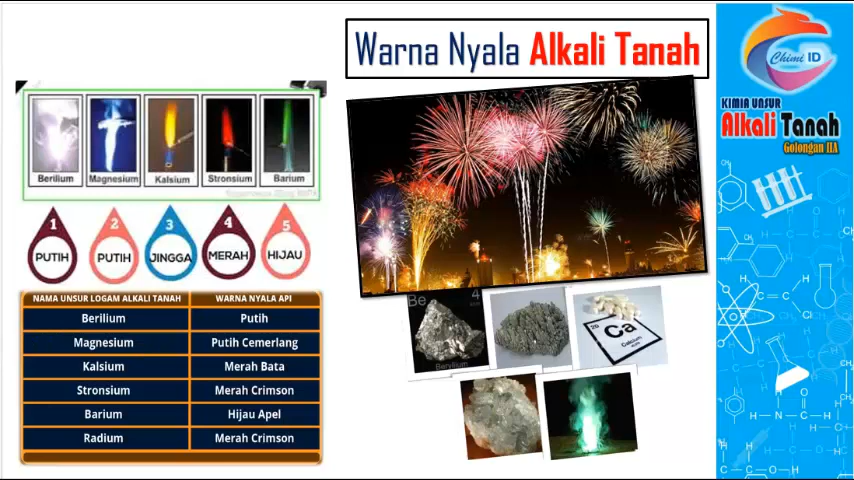 Warna Nyala Alkali Tanah
Chimi ID
KIMIA UNSUR
Alkali Tanah
Golongan IIA
Berilium Magnesium Kalsium Stronsium Barium
1 2 3 4 5
PUTIH PUTIH JINGGA MERAH HIJAU
NAMA UNSUR LOGAM ALKALI TANAH WARNA NYALA API
Berilium Putih
Magnesium Putih Cemerlang
Kalsium Merah Bata
Stronsium Merah Crimson
Barium Hijau Apel
Radium Merah Crimson
Be 4
Beryllium
20
Ca
Calcium
CH₃
H N C
O
C C O H